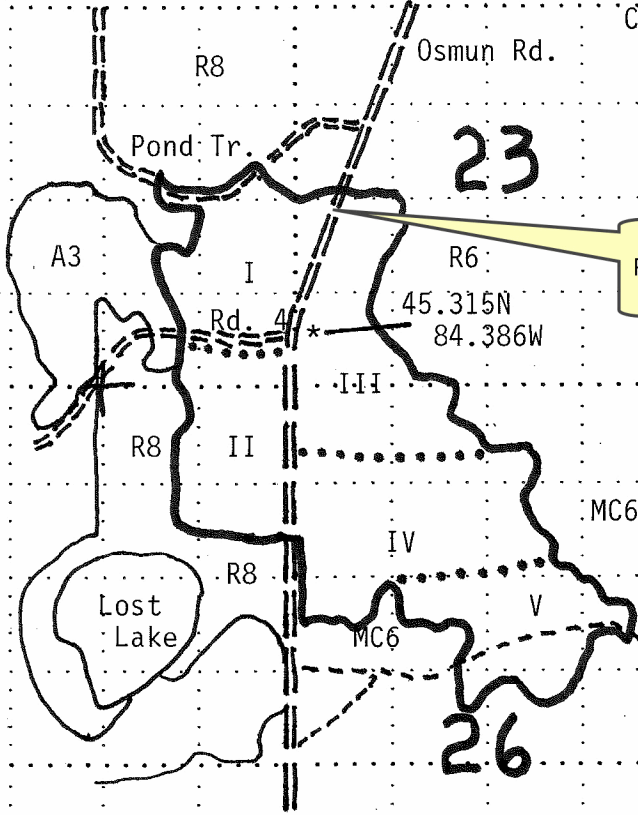 C
Osmun Rd.
R8
23
Pond Tr.
A3
R6
I
45.315N
Rd. 4
*
84.386W
III
R8
II
MC6
IV
R8
V
Lost
Lake
MC6
26